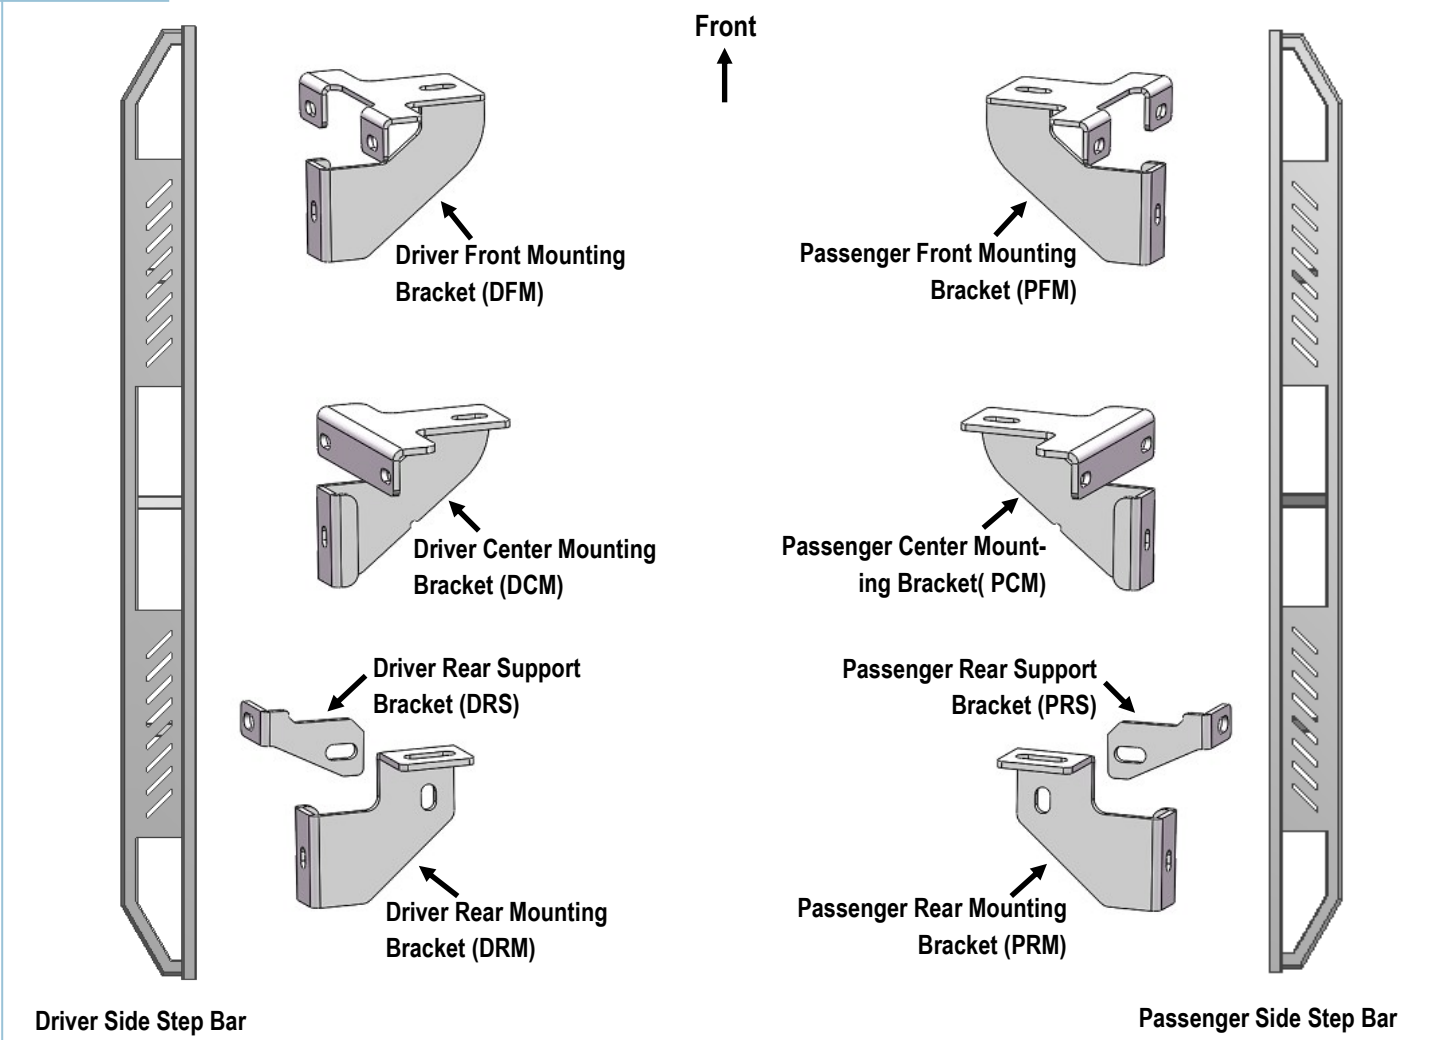 Front
Driver Front Mounting
Bracket (DFM)
Passenger Front Mounting
Bracket (PFM)
Driver Center Mounting
Bracket (DCM)
Passenger Center Mount-
ing Bracket( PCM)
Driver Rear Support
Bracket (DRS)
Passenger Rear Support
Bracket (PRS)
Driver Rear Mounting
Bracket (DRM)
Passenger Rear Mounting
Bracket (PRM)
Driver Side Step Bar
Passenger Side Step Bar